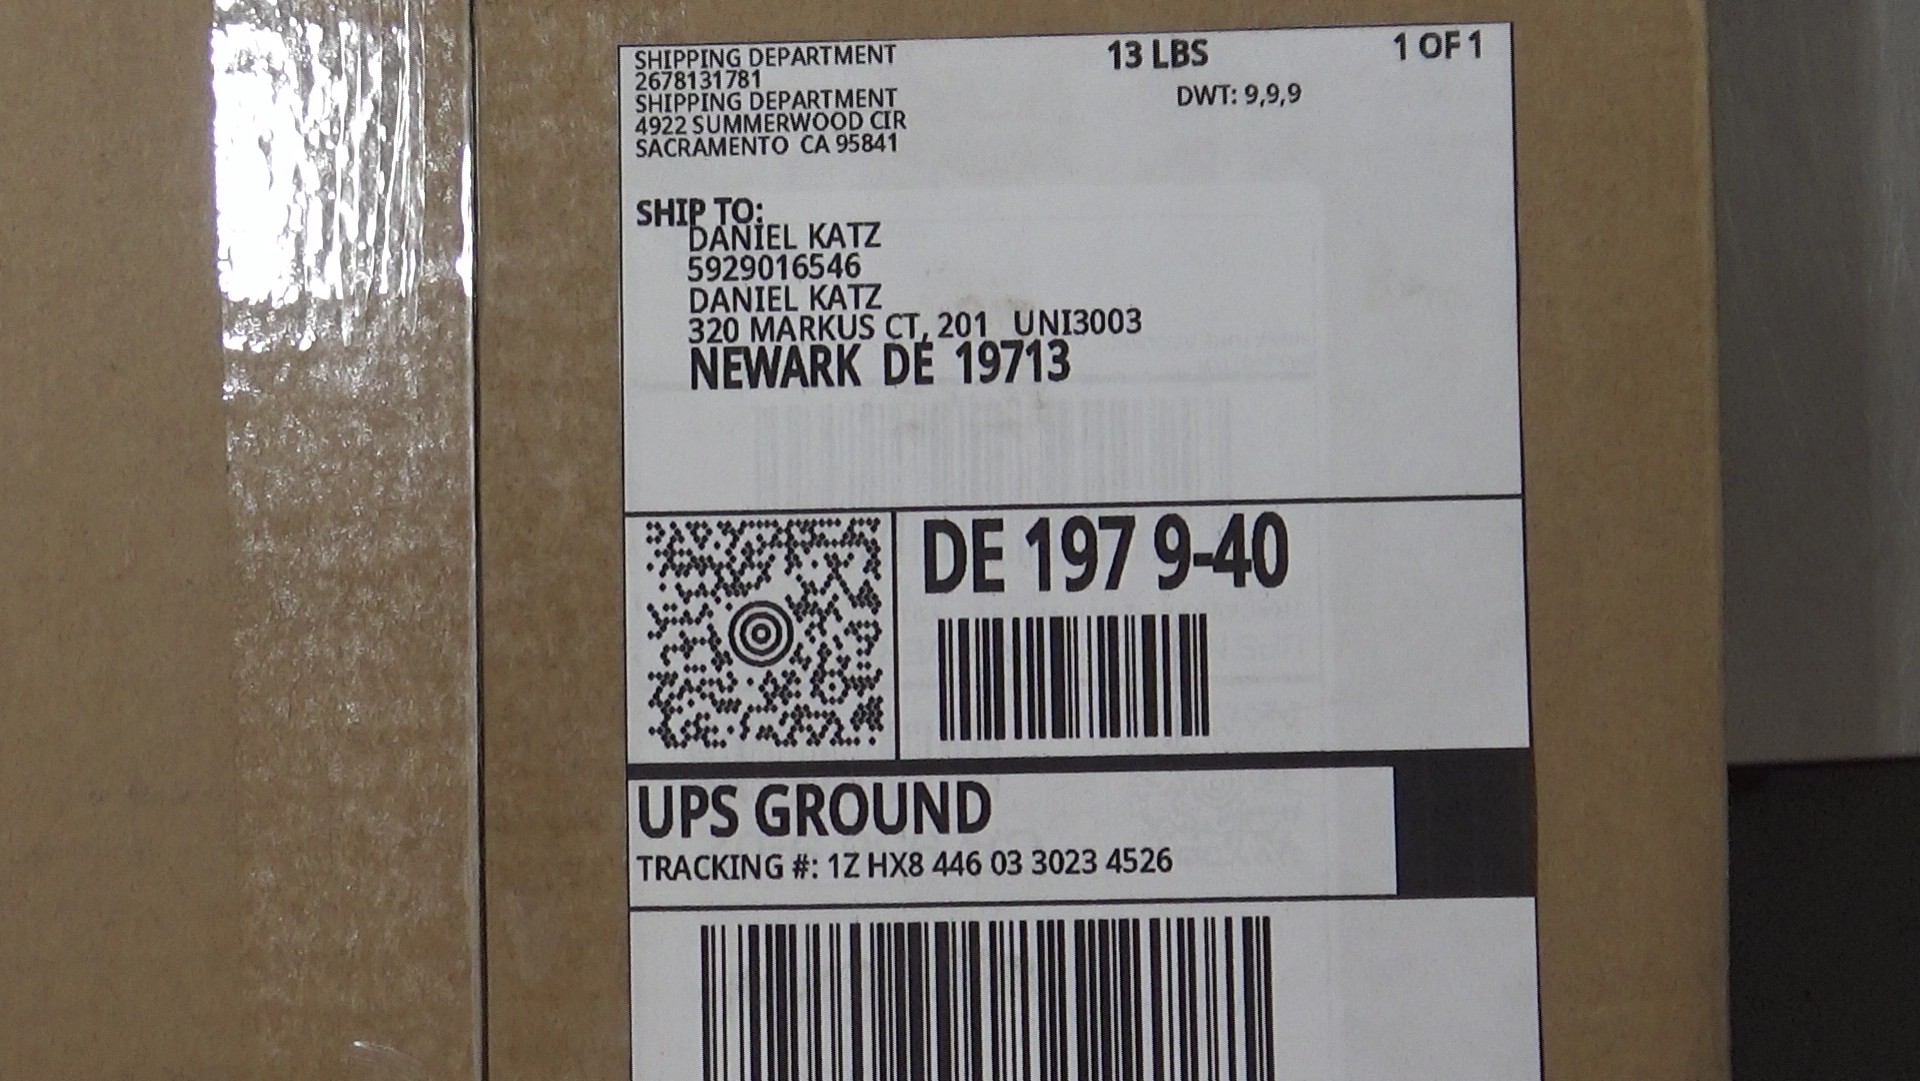 SHIPPING DEPARTMENT
2678131781
SHIPPING DEPARTMENT
4922 SUMMERWOOD CIR
SACRAMENTO CA 95841
13 LBS
1 OF 1
DWT: 9,9,9
SHIP TO:
DANIEL KATZ
5929016546
DANIEL KATZ
320 MARKUS CT, 201 UNI3003
NEWARK DE 19713
DE 197 9-40
UPS GROUND
TRACKING #: 1Z HX8 446 03 3023 4526